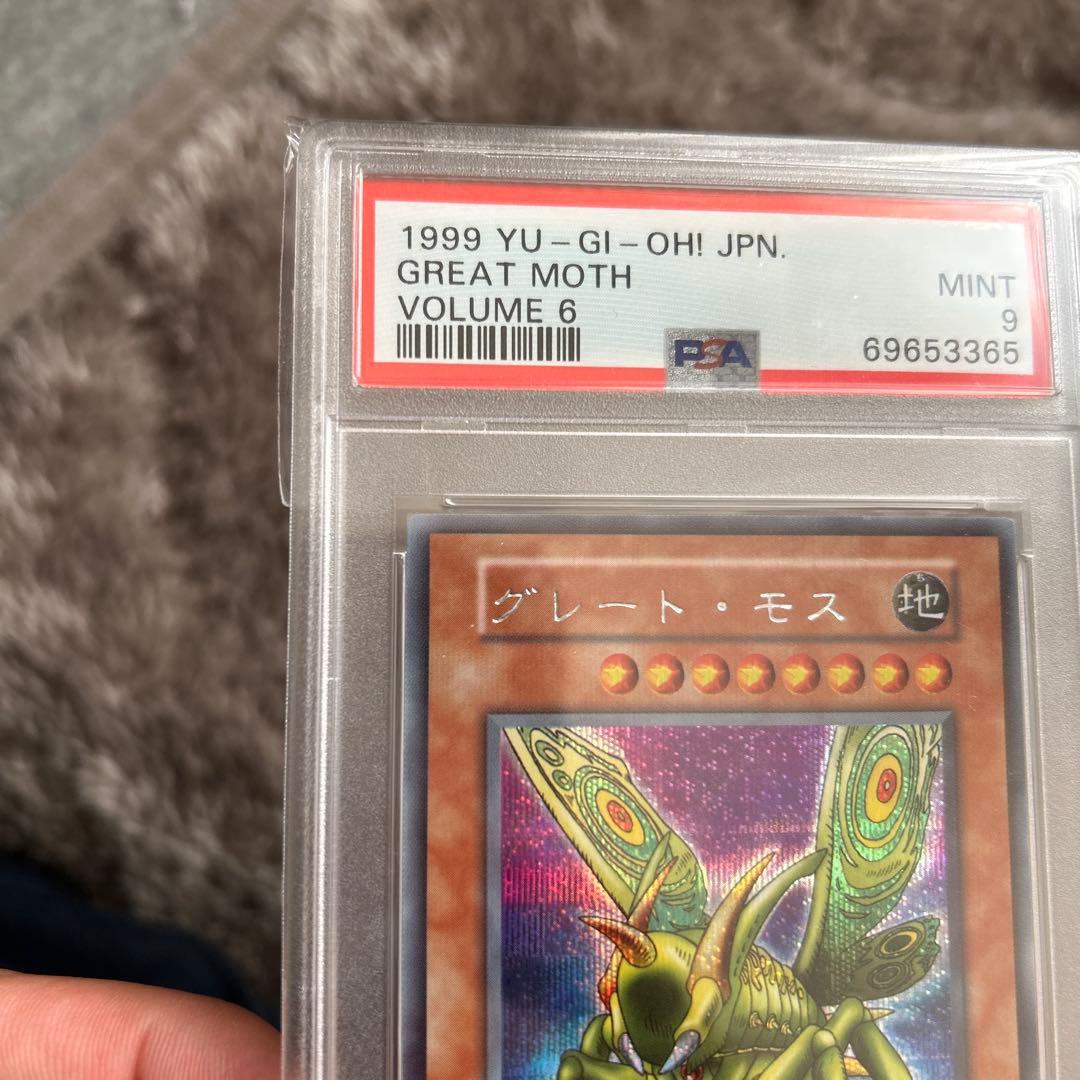 1999 YU-GI-OH! JPN.
GREAT MOTH
MINT
VOLUME 6
9
PSA
69653365
グレート・モス
地